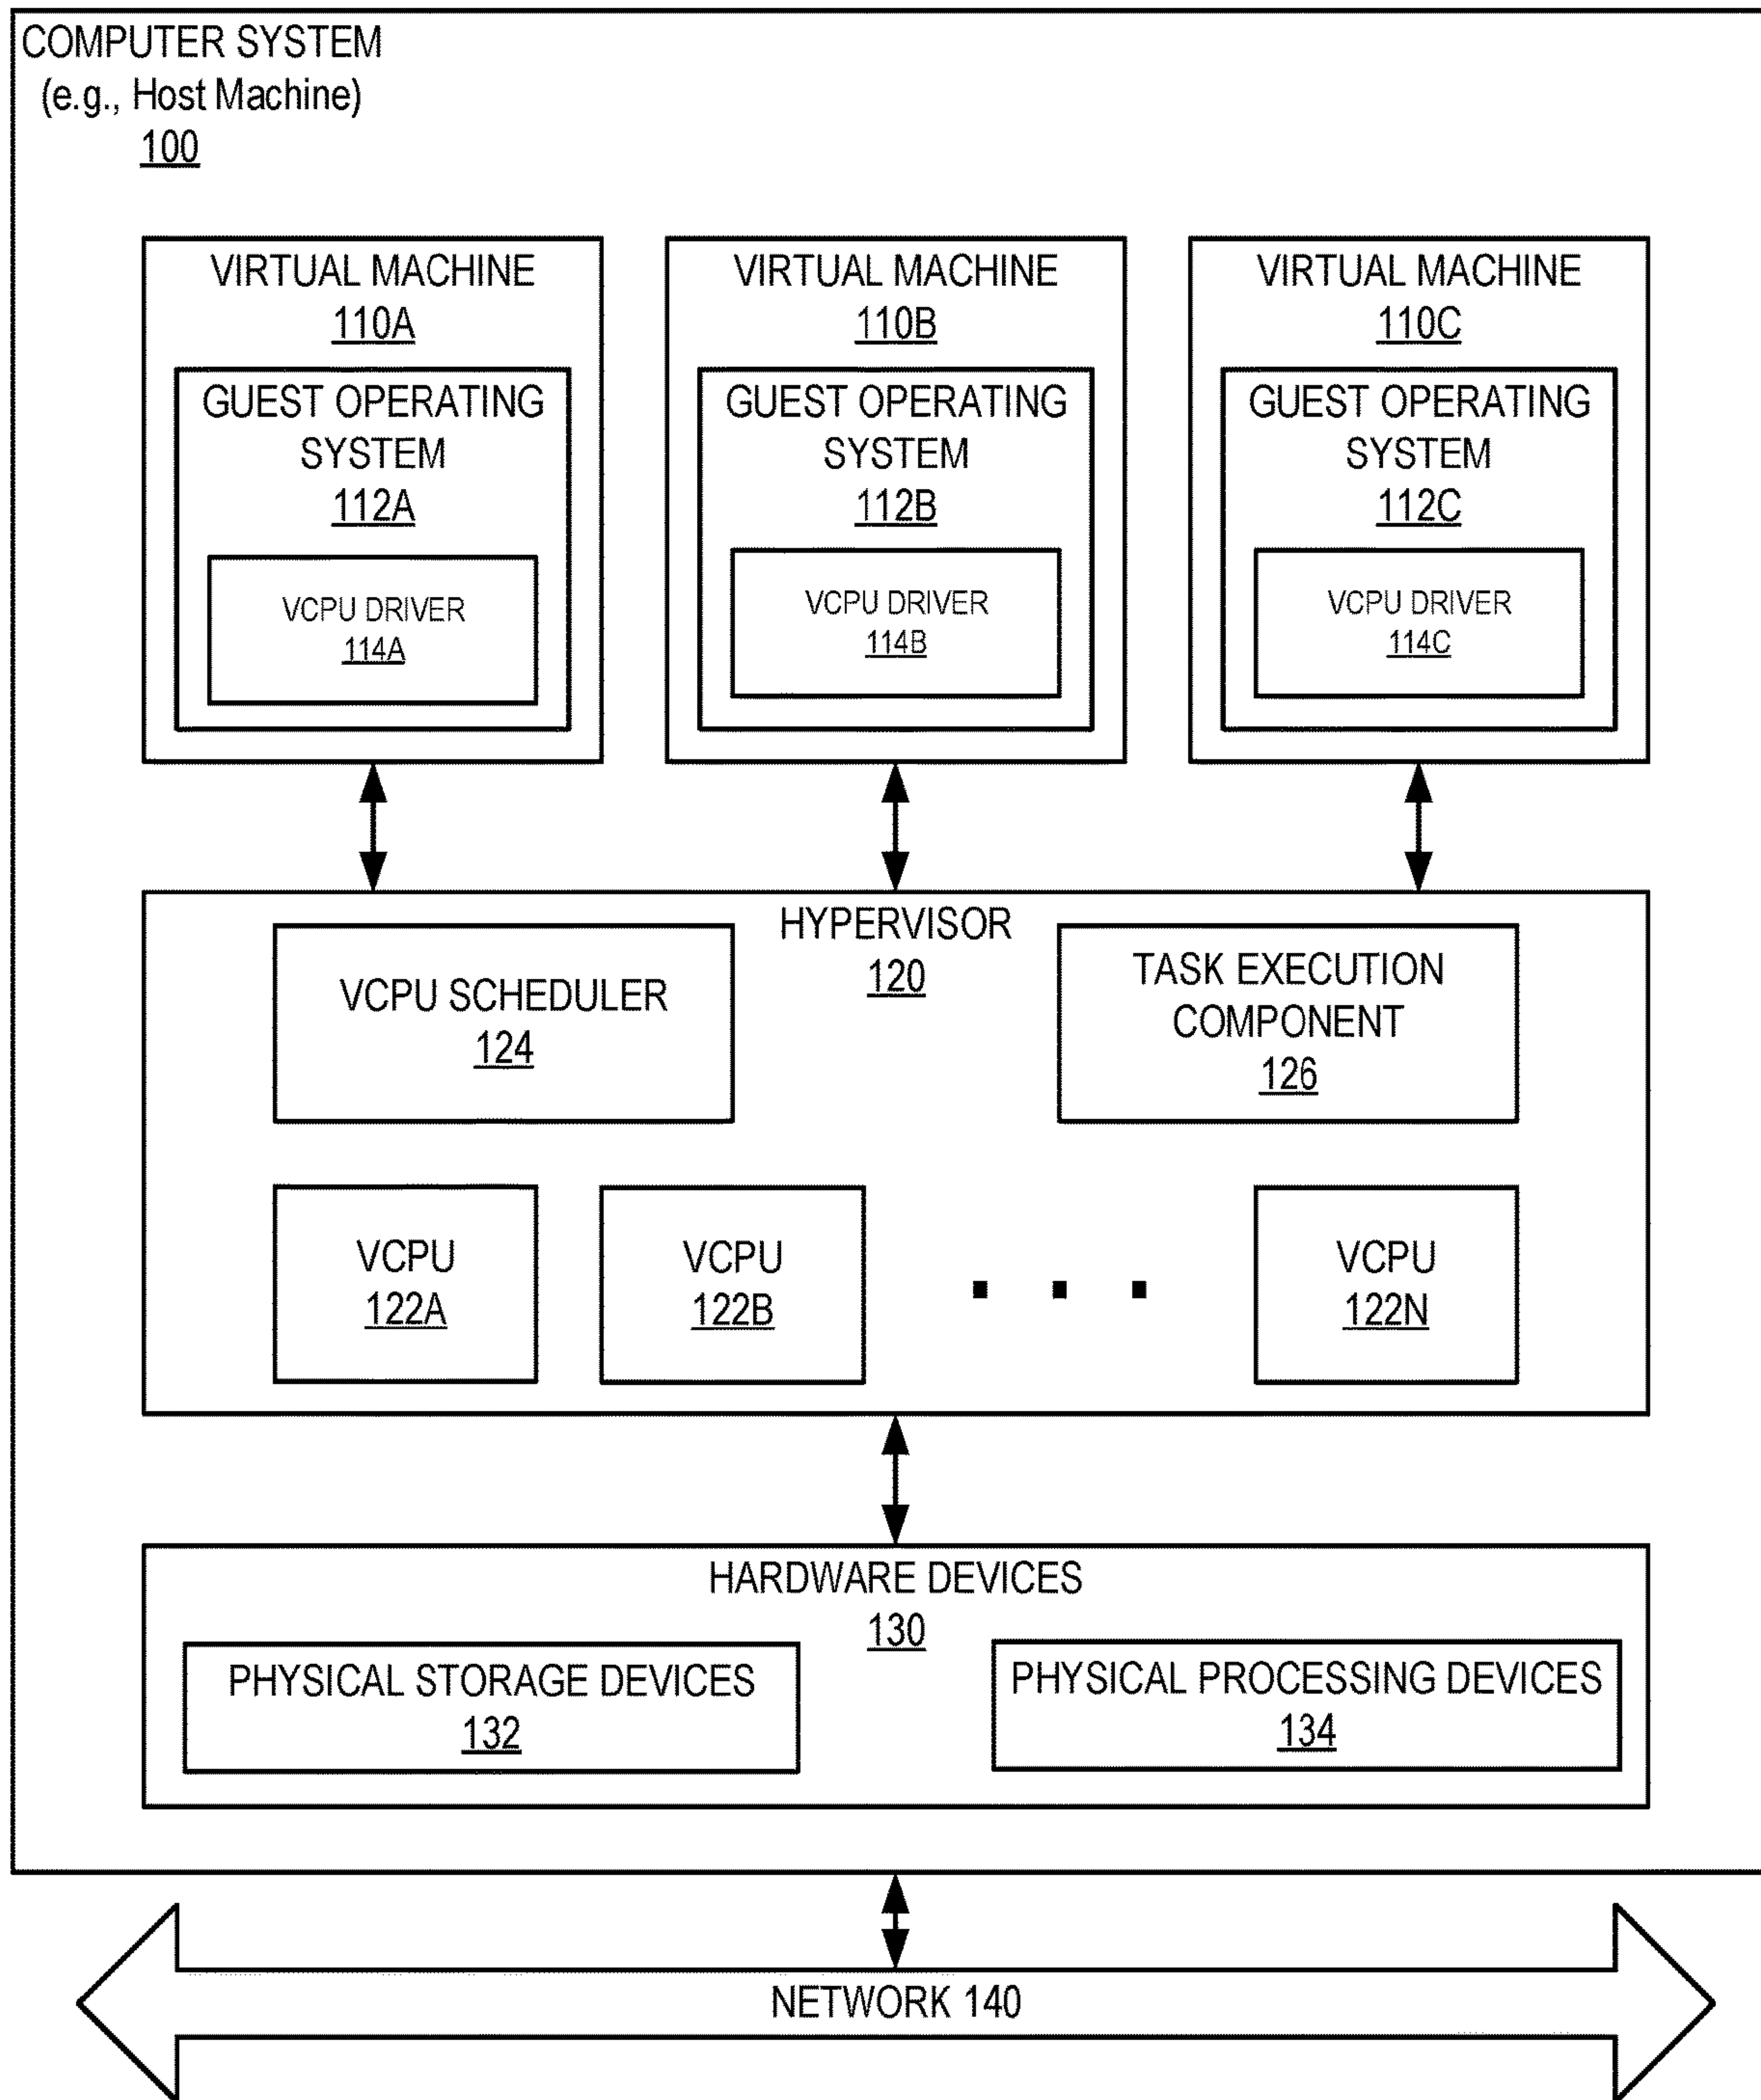 COMPUTER SYSTEM
(e.g., Host Machine)
100
VIRTUAL MACHINE
110A
GUEST OPERATING
SYSTEM
112A
VCPU DRIVER
114A
VIRTUAL MACHINE
110B
GUEST OPERATING
SYSTEM
112B
VCPU DRIVER
114B
VIRTUAL MACHINE
110C
GUEST OPERATING
SYSTEM
112C
VCPU DRIVER
114C
HYPERVISOR
120
VCPU SCHEDULER
124
TASK EXECUTION
COMPONENT
126
VCPU
122A
VCPU
122B
. . .
VCPU
122N
HARDWARE DEVICES
130
PHYSICAL STORAGE DEVICES
132
PHYSICAL PROCESSING DEVICES
134
NETWORK 140